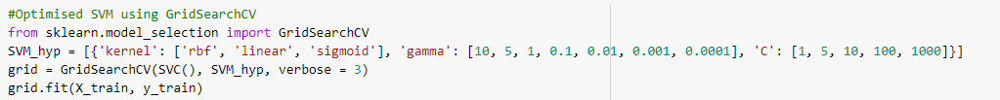 #Optimised SVM using GridSearchCV
from sklearn.model_selection import GridSearchCV
SVM_hyp = [{'kernel': ['rbf', 'linear', 'sigmoid'], 'gamma': [10, 5, 1, 0.1, 0.01, 0.001, 0.0001], 'C': [1, 5, 10, 100, 1000]}]
grid = GridSearchCV(SVC(), SVM_hyp, verbose = 3)
grid.fit(X_train, y_train)